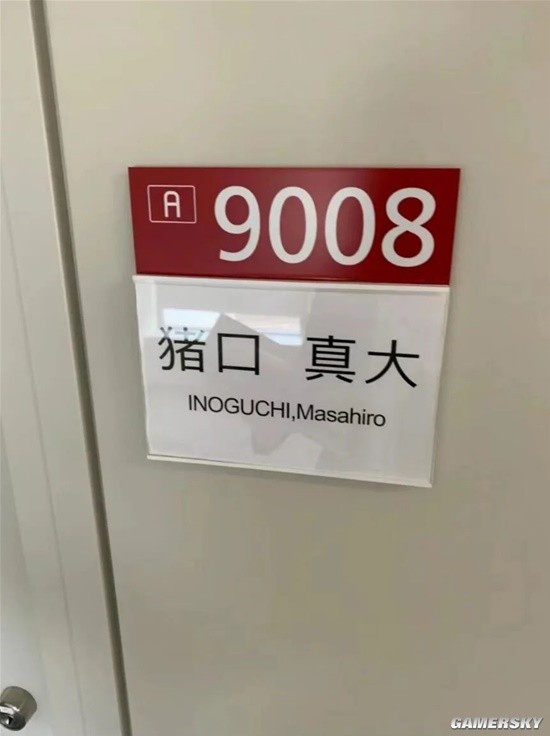 A 9008
猪口 真大
INOGUCHI,Masahiro
GAMERSKY